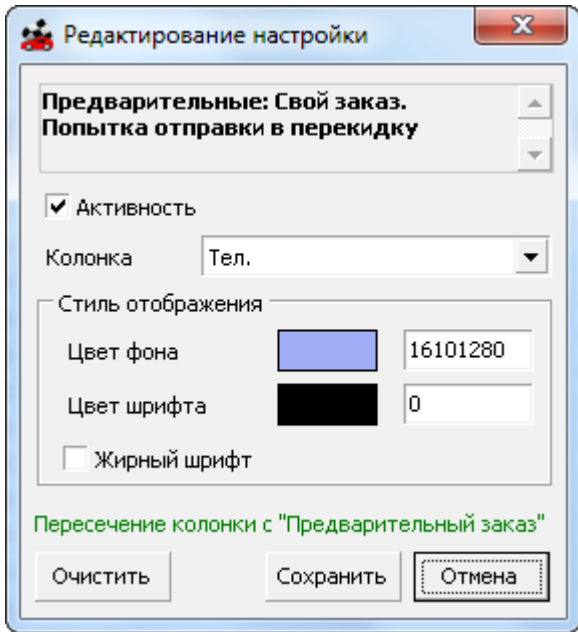 Редактирование настройки
Предварительные: Свой заказ.
Попытка отправки в перекидку
Активность
Колонка Тел.
Стиль отображения
Цвет фона 16101280
Цвет шрифта 0
Жирный шрифт
Пересечение колонки с "Предварительный заказ"
Очистить Сохранить Отмена